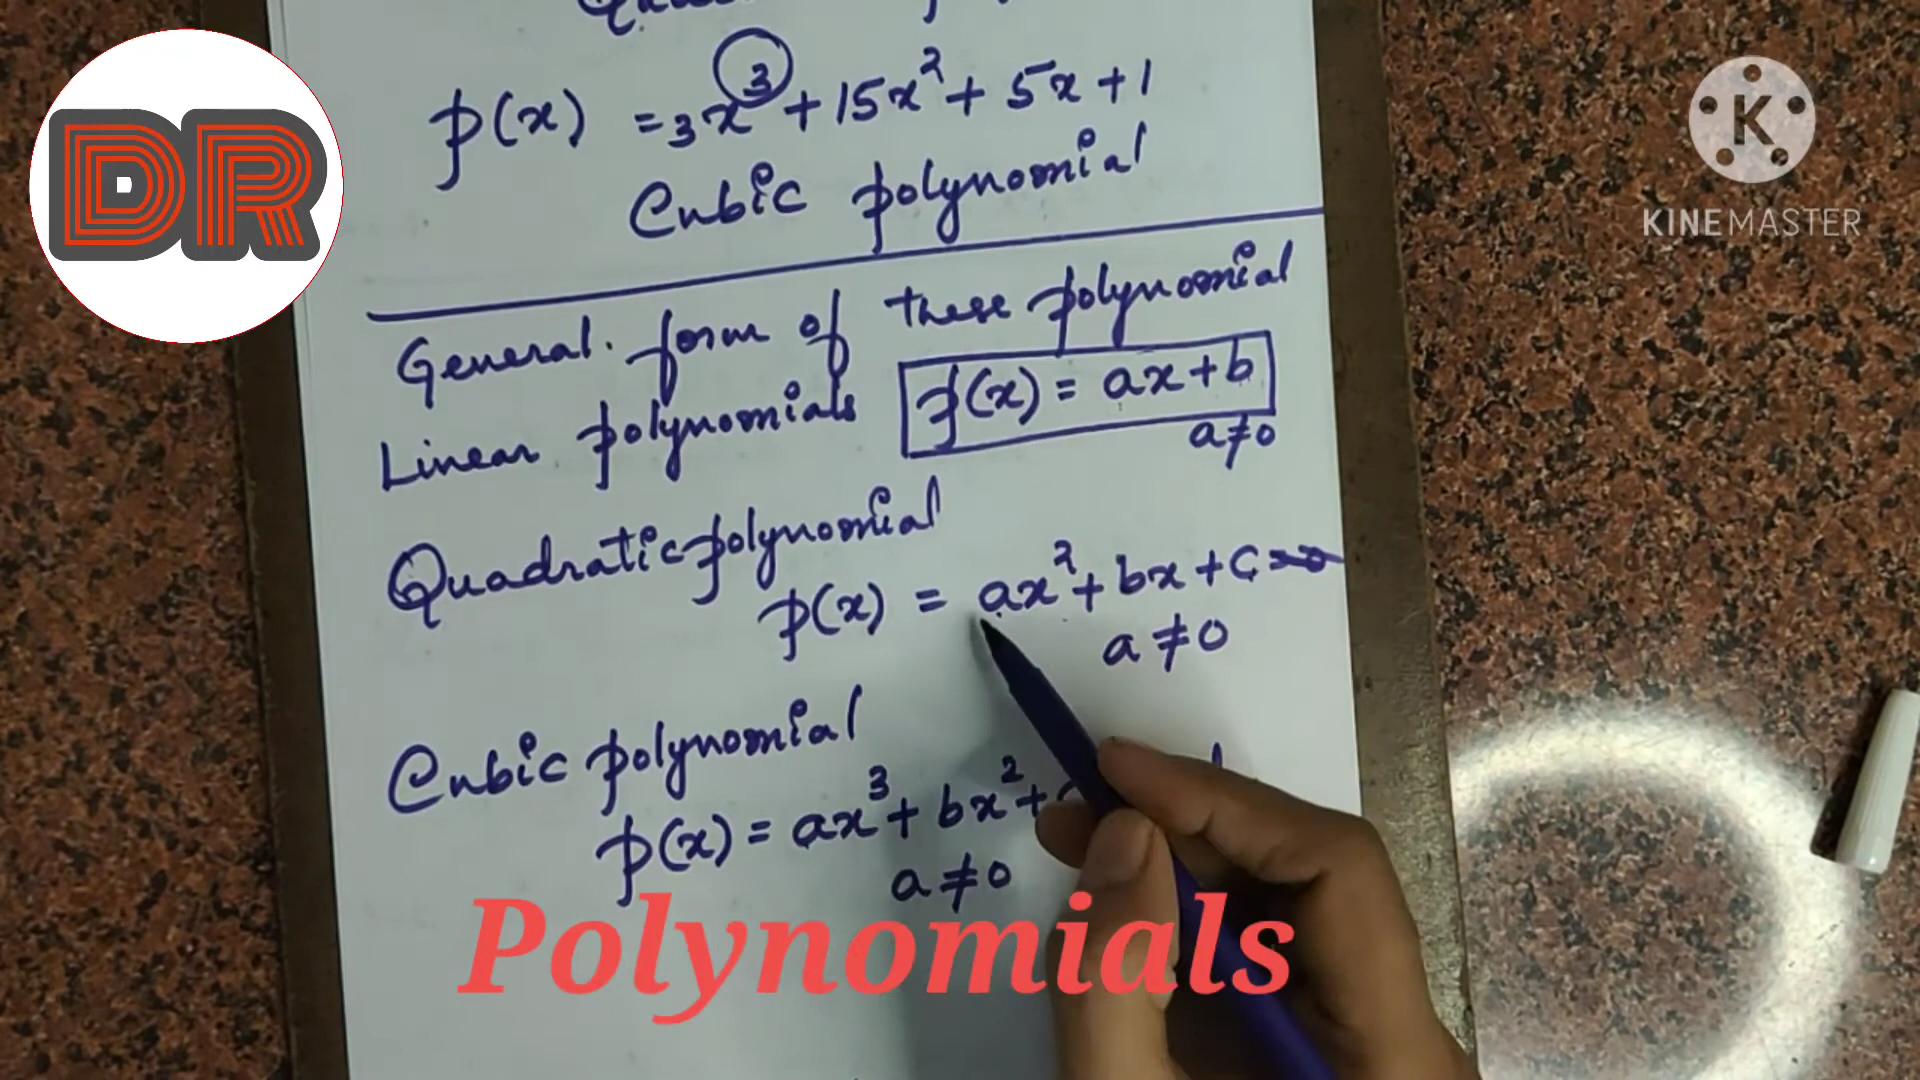 DR
K
KINEMASTER
p(x) = 3x³ + 15x² + 5x + 1
Cubic polynomial
General. form of these polynomial
Linear polynomials p(x) = ax + b
a ≠ 0
Quadratic polynomial
p(x) = ax² + bx + c
a ≠ 0
Cubic polynomial
p(x) = ax³ + bx² +
a ≠ 0
Polynomials